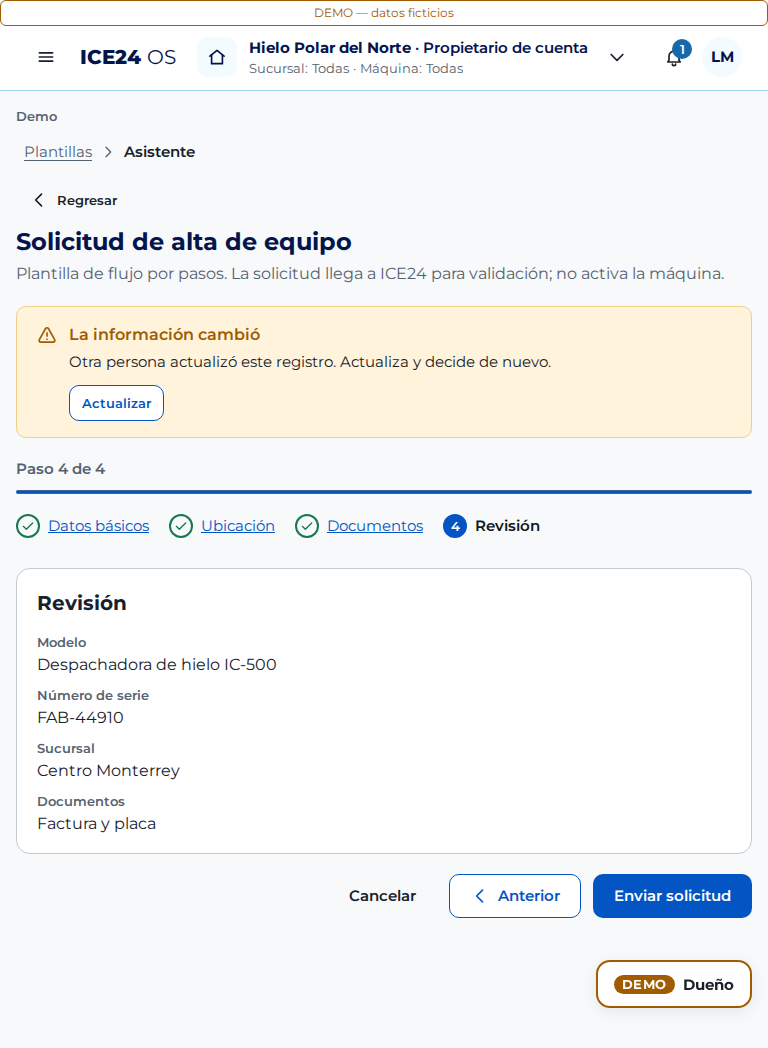 DEMO — datos ficticios
ICE24 OS
Hielo Polar del Norte · Propietario de cuenta
Sucursal: Todas · Máquina: Todas
1
LM
Demo
Plantillas
Asistente
Regresar
Solicitud de alta de equipo
Plantilla de flujo por pasos. La solicitud llega a ICE24 para validación; no activa la máquina.
La información cambió
Otra persona actualizó este registro. Actualiza y decide de nuevo.
Actualizar
Paso 4 de 4
Datos básicos
Ubicación
Documentos
4 Revisión
Revisión
Modelo
Despachadora de hielo IC-500
Número de serie
FAB-44910
Sucursal
Centro Monterrey
Documentos
Factura y placa
Cancelar
Anterior
Enviar solicitud
DEMO Dueño